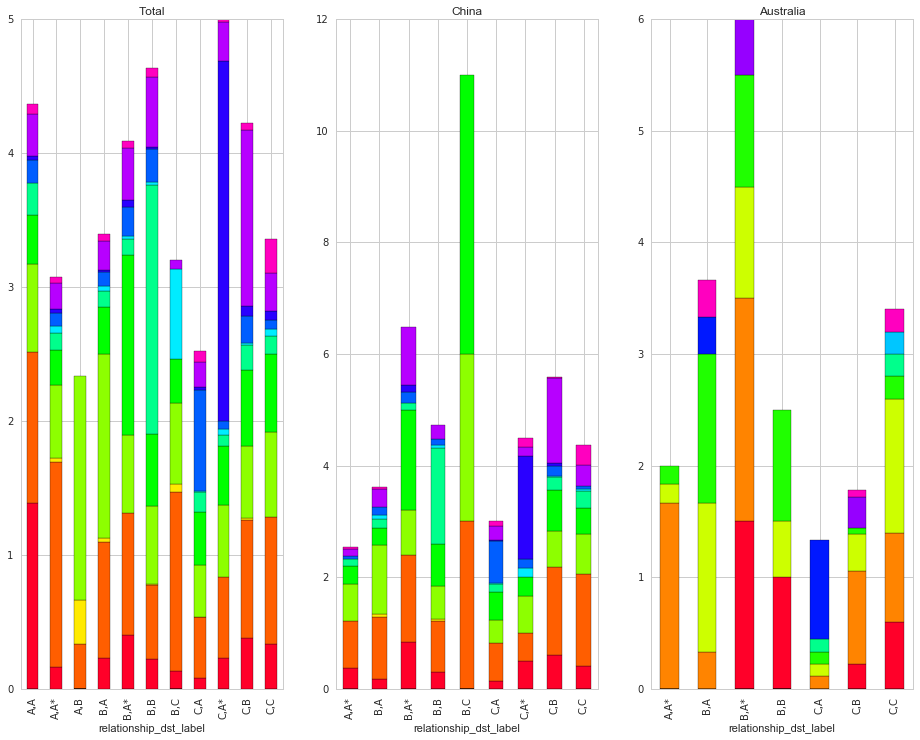 Total
5
4
3
2
1
0
A,A
A,A*
A,B
B,A
B,A*
B,B
B,C
C,A
C,A*
C,B
C,C
relationship_dst_label
China
12
10
8
6
4
2
0
A,A*
B,A
B,A*
B,B
B,C
C,A
C,A*
C,B
C,C
relationship_dst_label
Australia
6
5
4
3
2
1
0
A,A*
B,A
B,A*
B,B
C,A
C,B
C,C
relationship_dst_label